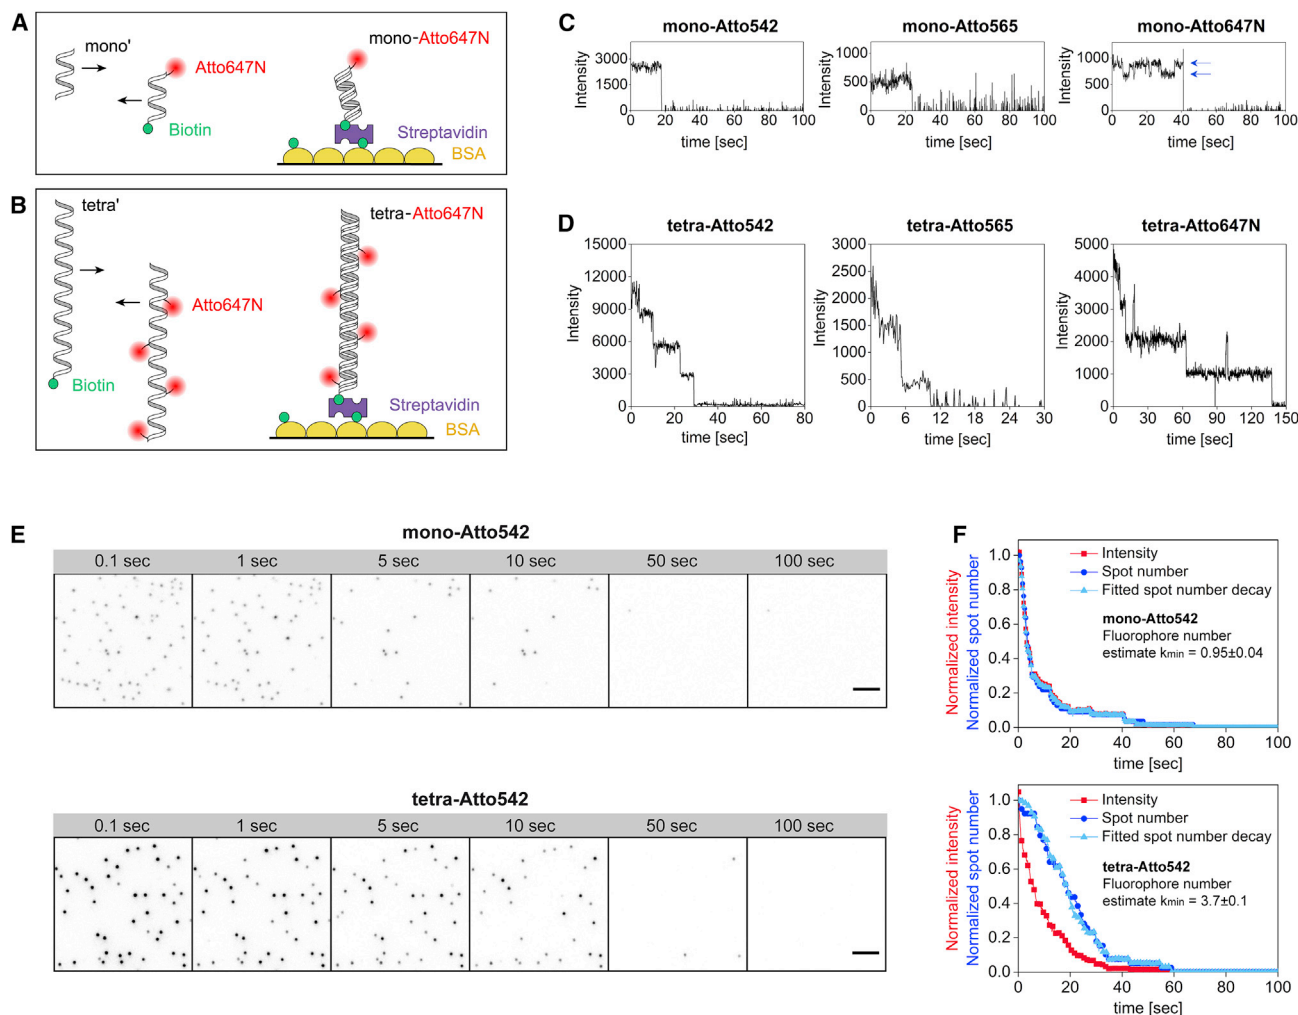 A
mono'
Atto647N
Biotin
mono-Atto647N
Streptavidin
BSA
B
tetra'
Atto647N
Biotin
tetra-Atto647N
Streptavidin
BSA
C
mono-Atto542
Intensity
3000
2000
1000
0
0 20 40 60 80 100
time [sec]
mono-Atto565
Intensity
1000
500
0
0 20 40 60 80 100
time [sec]
mono-Atto647N
Intensity
1000
500
0
0 20 40 60 80 100
time [sec]
D
tetra-Atto542
Intensity
15000
12000
9000
6000
3000
0
0 20 40 60 80
time [sec]
tetra-Atto565
Intensity
3000
2500
2000
1500
1000
500
0
0 6 12 18 24 30
time [sec]
tetra-Atto647N
Intensity
5000
4000
3000
2000
1000
0
0 30 60 90 120 150
time [sec]
E
mono-Atto542
0.1 sec 1 sec 5 sec 10 sec 50 sec 100 sec
tetra-Atto542
0.1 sec 1 sec 5 sec 10 sec 50 sec 100 sec
F
Normalized intensity
Normalized spot number
1.0
0.8
0.6
0.4
0.2
0.0
Intensity
Spot number
Fitted spot number decay
mono-Atto542
Fluorophore number
estimate kmin = 0.95±0.04
0 20 40 60 80 100
time [sec]
Normalized intensity
Normalized spot number
1.0
0.8
0.6
0.4
0.2
0.0
Intensity
Spot number
Fitted spot number decay
tetra-Atto542
Fluorophore number
estimate kmin = 3.7±0.1
0 20 40 60 80 100
time [sec]